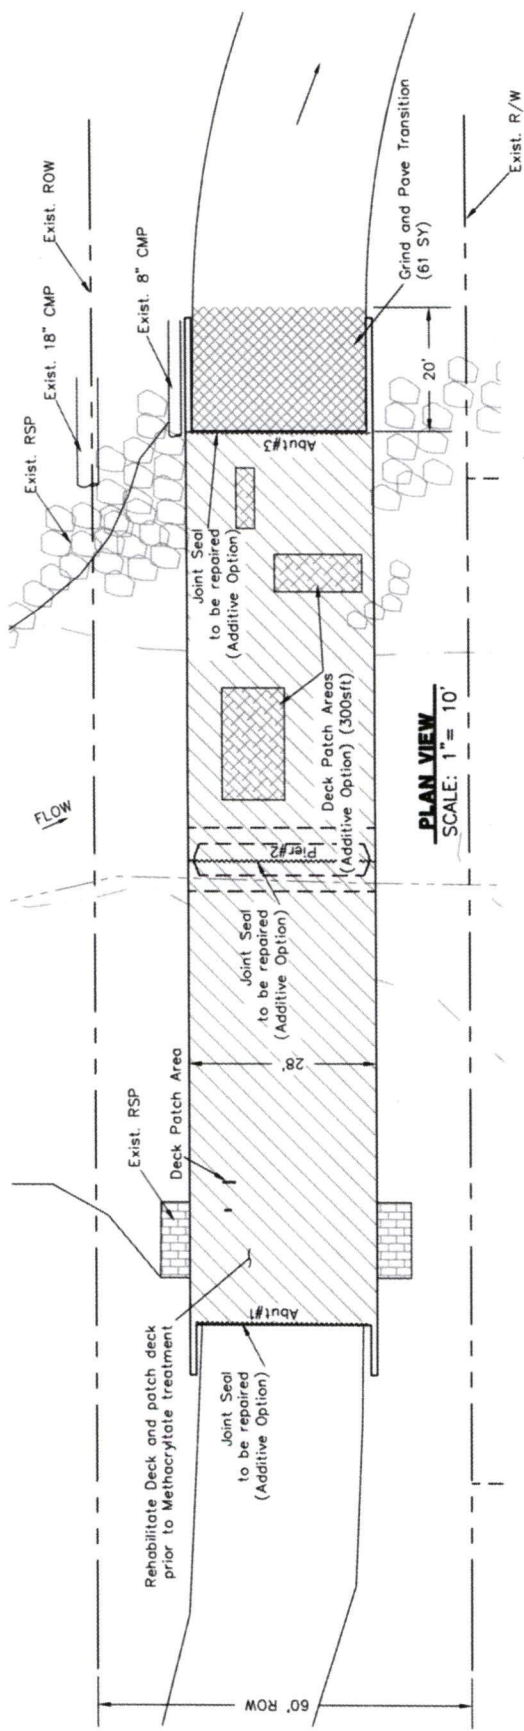 60' ROW
Rehabilitate Deck and patch deck
prior to Methacryltate treatment
Joint Seal
to be repaired
(Additive Option)
Abut#1
Exist. RSP
Deck Patch Area
28'
FLOW
Joint Seal
to be repaired
(Additive Option)
Pier#2
Deck Patch Areas
(Additive Option) (300sft)
PLAN VIEW
SCALE: 1"= 10'
Exist. RSP
Exist. 18" CMP
Exist. ROW
Exist. 8" CMP
Joint Seal
to be repaired
(Additive Option)
Abut#3
20'
Grind and Pave Transition
(61 SY)
Exist. R/W